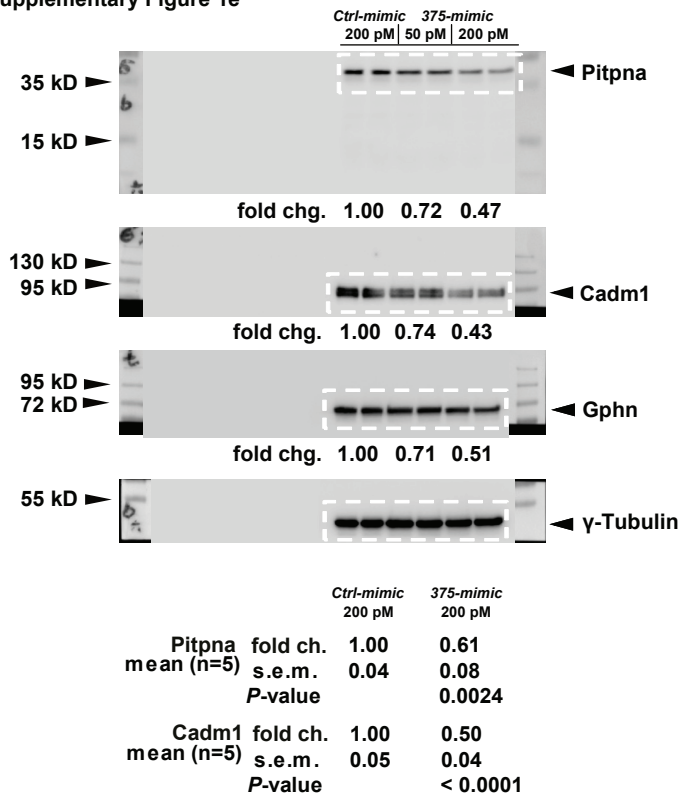 upplementary Figure 1e
Ctrl-mimic 375-mimic
200 pM 50 pM 200 pM
35 kD
Pitpna
15 kD
fold chg. 1.00 0.72 0.47
130 kD
95 kD
Cadm1
fold chg. 1.00 0.74 0.43
95 kD
72 kD
Gphn
fold chg. 1.00 0.71 0.51
55 kD
γ-Tubulin
Ctrl-mimic 375-mimic
200 pM 200 pM
Pitpna fold ch. 1.00 0.61
mean (n=5) s.e.m. 0.04 0.08
P-value 0.0024
Cadm1 fold ch. 1.00 0.50
mean (n=5) s.e.m. 0.05 0.04
P-value < 0.0001